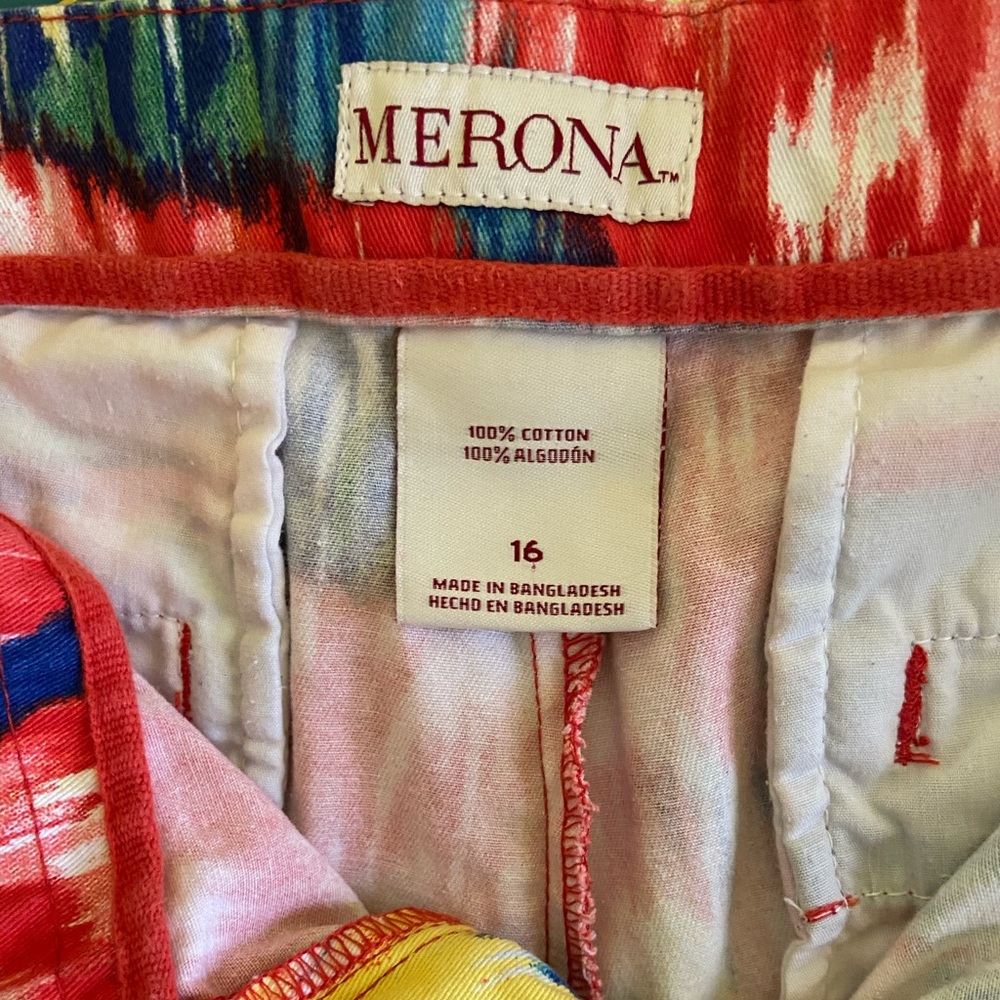 MERONA™
100% COTTON
100% ALGODÓN
16
MADE IN BANGLADESH
HECHO EN BANGLADESH